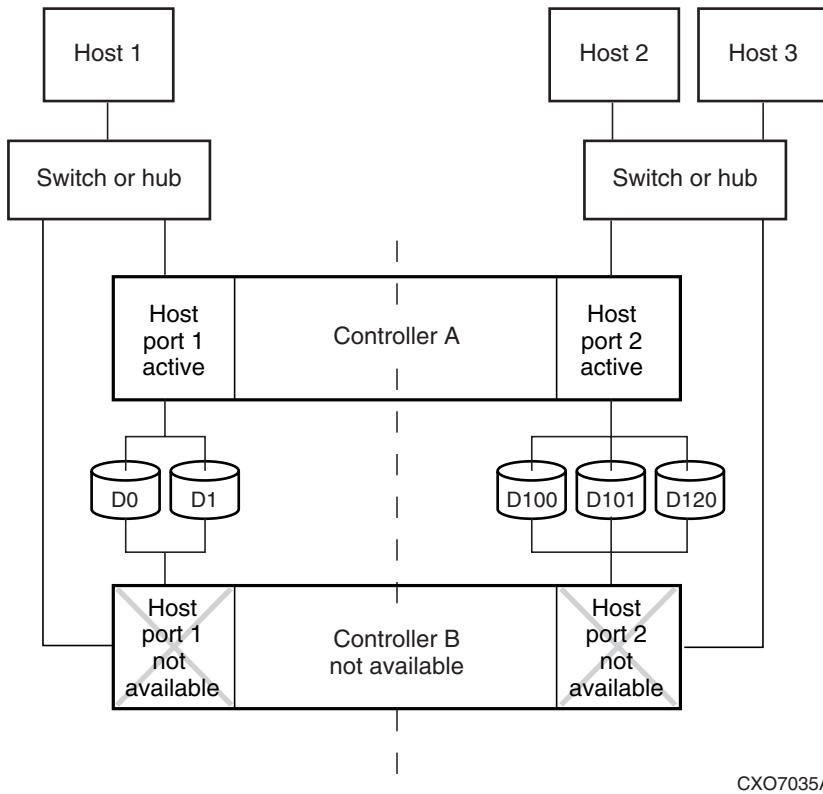 Host 1
Host 2
Host 3
Switch or hub
Switch or hub
Host
port 1
active
Controller A
Host
port 2
active
D0
D1
D100
D101
D120
Host
port 1
not
available
Controller B
not available
Host
port 2
not
available
CXO7035A